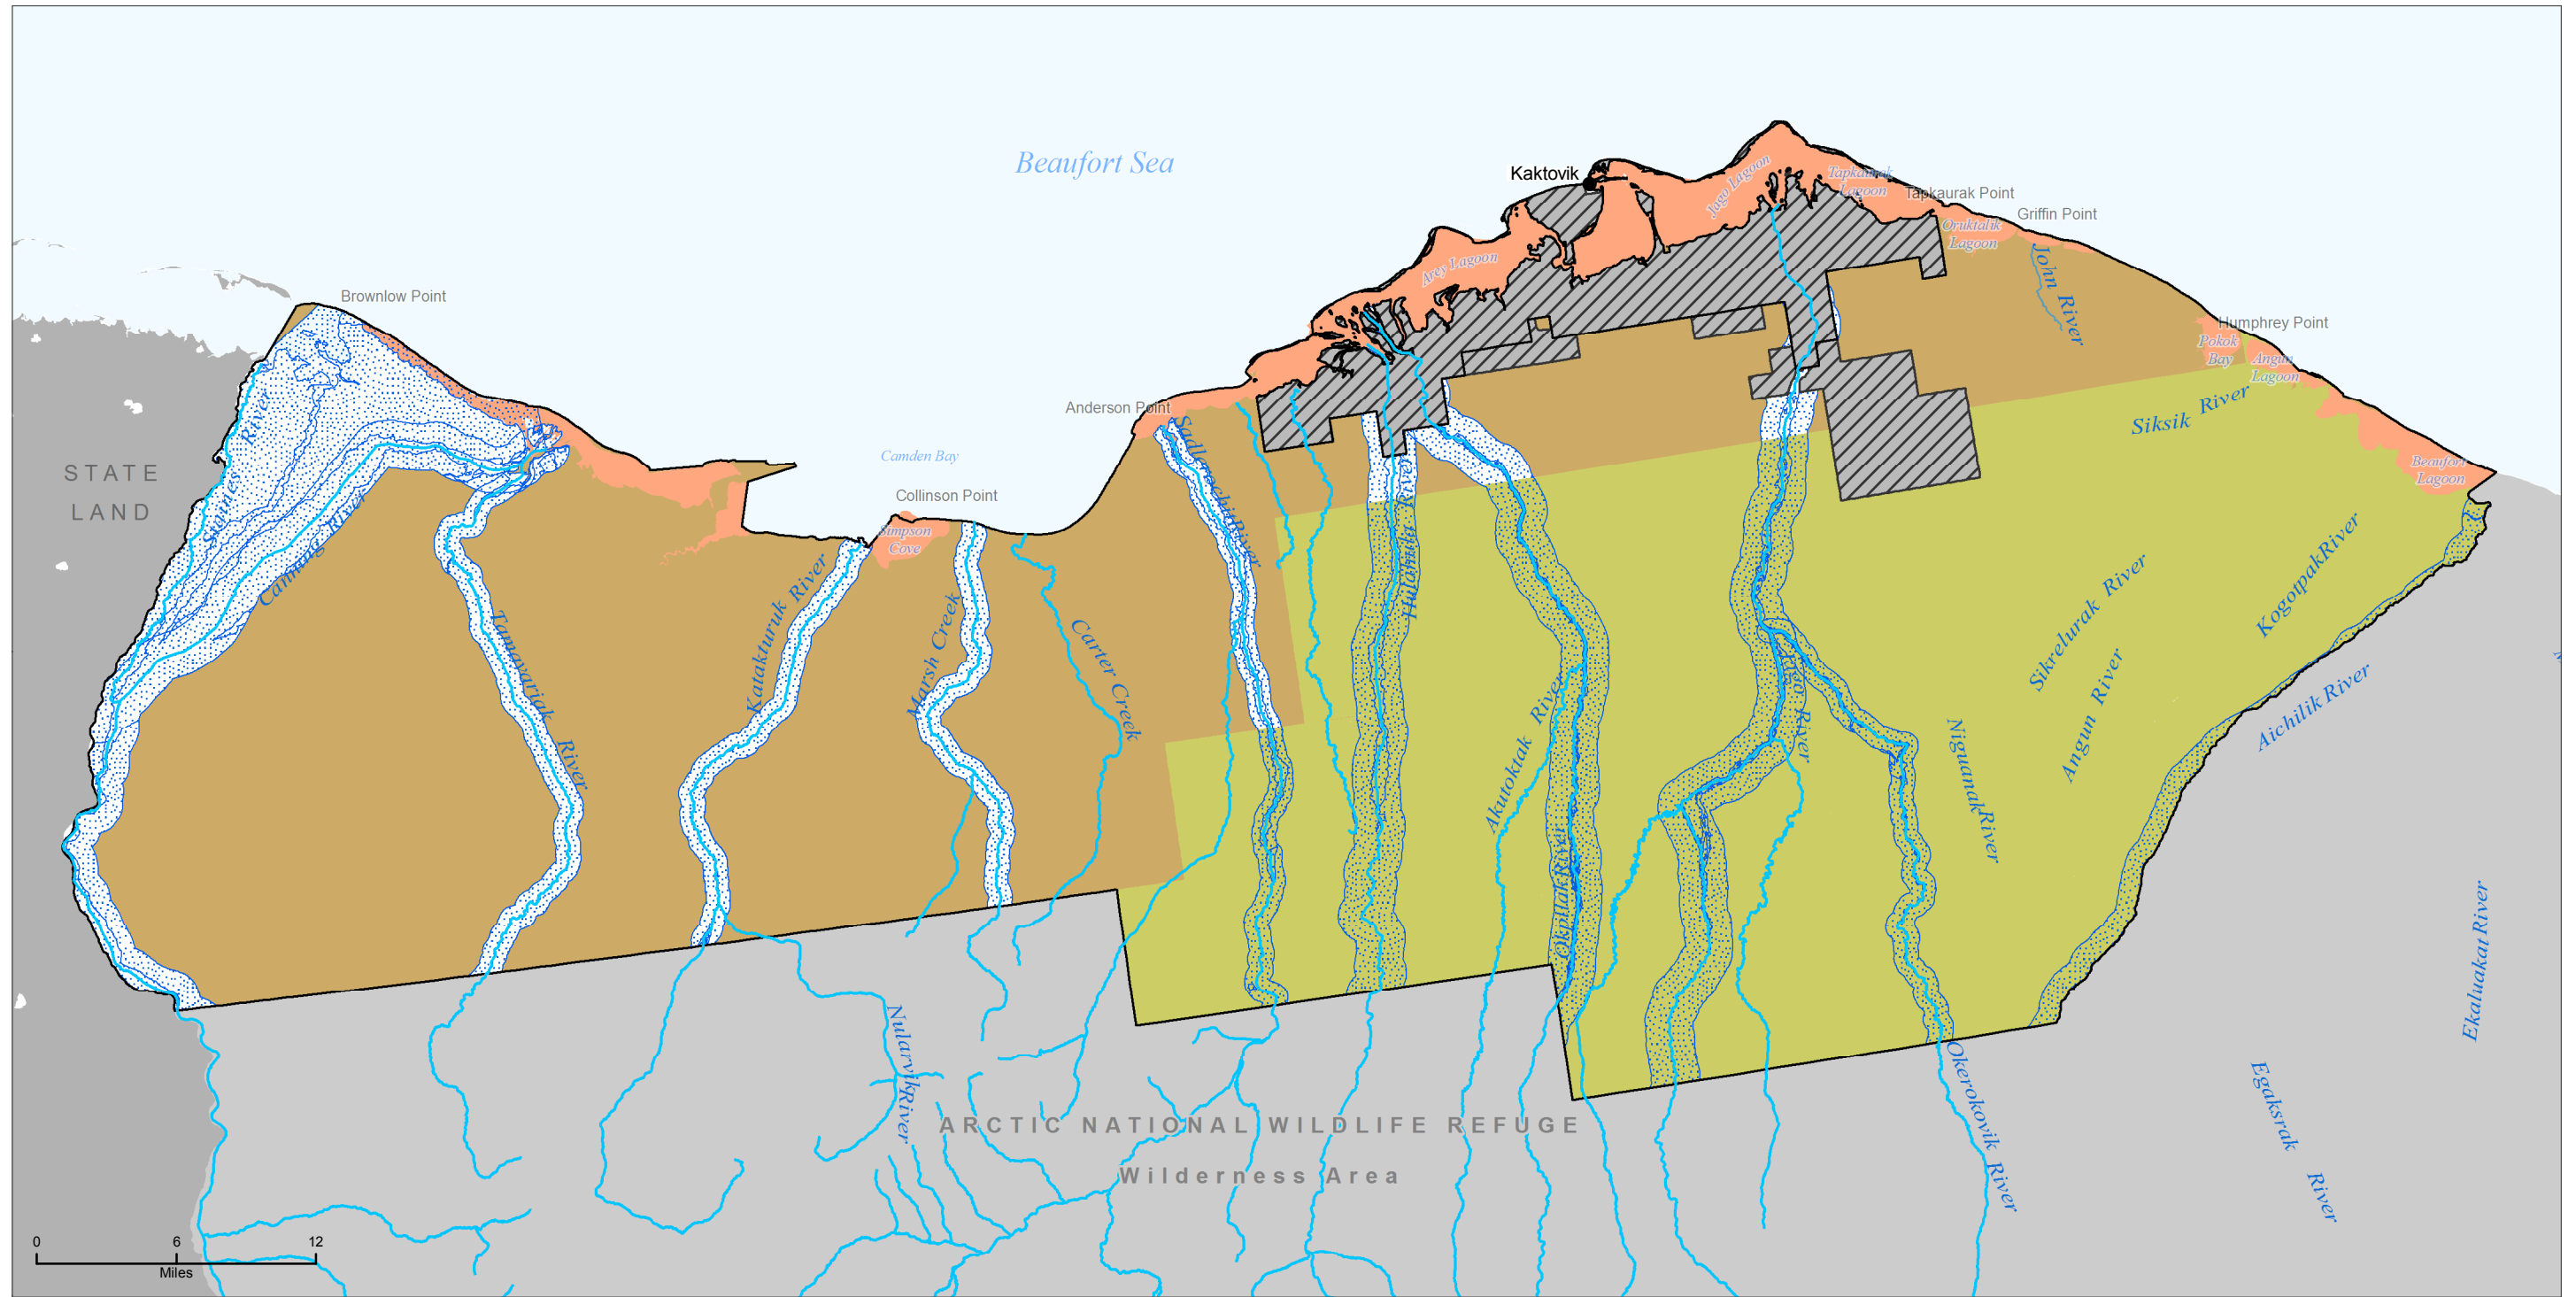 Beaufort Sea
Kaktovik
Jago Lagoon
Tapkaurak
Lagoon
Tapkaurak Point
Griffin Point
Oruktalik
Lagoon
Arey Lagoon
John River
Brownlow Point
Humphrey Point
Pokok
Bay
Angun
Lagoon
Anderson Point
Siksik River
Camden Bay
Collinson Point
Simpson
Cove
Beaufort
Lagoon
STATE
LAND
Staines River
Canning River
Tamayariak River
Katakturuk River
Marsh Creek
Carter Creek
Sadlerochit River
Hulahula River
Akutoktak River
Okpilak River
Jago River
Niguanak River
Sikrelurak River
Angun River
Kogotpak River
Aichilik River
Nularvik River
Okerokovik River
Ekaluakat River
Egaksrak River
ARCTIC NATIONAL WILDLIFE REFUGE
Wilderness Area
0 6 12
Miles